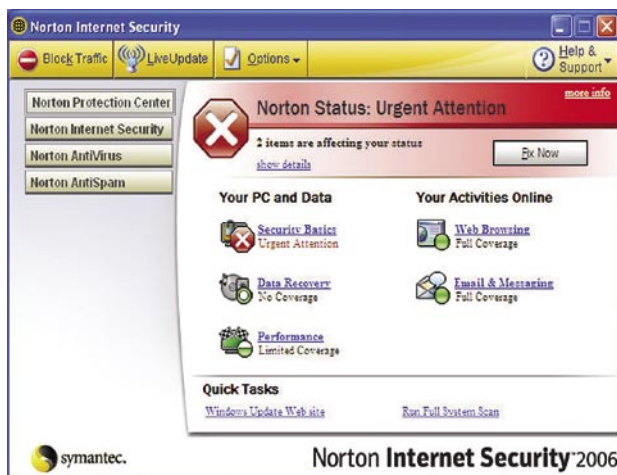 Norton Internet Security
Block Traffic LiveUpdate Options Help & Support
Norton Protection Center
Norton Internet Security
Norton AntiVirus
Norton AntiSpam
more info
Norton Status: Urgent Attention
2 items are affecting your status
show details
Fix Now
Your PC and Data
Security Basics
Urgent Attention
Data Recovery
No Coverage
Performance
Limited Coverage
Your Activities Online
Web Browsing
Full Coverage
Email & Messaging
Full Coverage
Quick Tasks
Windows Update Web site Run Full System Scan
symantec. Norton Internet Security™2006